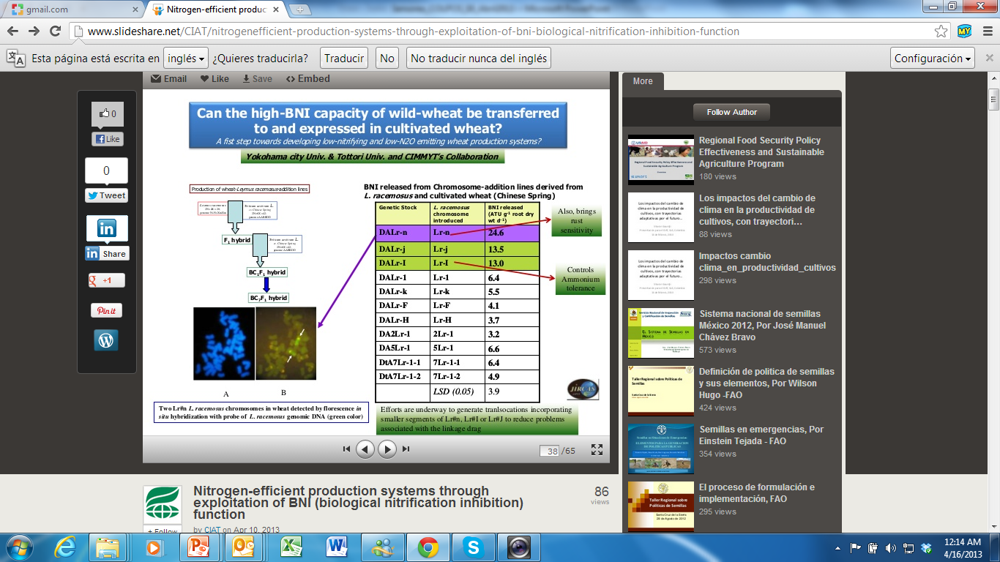 gmail.com
Nitrogen-efficient produc
www.slideshare.net/CIAT/nitrogenefficient-production-systems-through-exploitation-of-bni-biological-nitrification-inhibition-function
MY
Esta página está escrita en inglés ¿Quieres traducirla? Traducir No No traducir nunca del inglés Configuración
Email Like Save Embed
0
Like
0
Tweet
Share
+1
Pin it
Can the high-BNI capacity of wild-wheat be transferred
to and expressed in cultivated wheat?
A fist step towards developing low-nitrifying and low-N2O emitting wheat production systems?
Yokohama city Univ. & Tottori Univ. and CIMMYT's Collaboration
Production of wheat-Leymus racemosus addition lines
F1 hybrid
BC1F1 hybrid
BC7F1 hybrid
A B
Two Lr#n L. racemosus chromosomes in wheat detected by florescence in
situ hybridization with probe of L. racemosus genomic DNA (green color)
BNI released from Chromosome-addition lines derived from
L. racemosus and cultivated wheat (Chinese Spring)
Genetic Stock L. racemosus BNI released
chromosome (ATU g-1 root dry
introduced wt d-1)
DALr-n Lr-n 24.6
DALr-j Lr-j 13.5
DALr-I Lr-I 13.0
DALr-1 Lr-1 6.4
DALr-k Lr-k 5.5
DALr-F Lr-F 4.1
DALr-H Lr-H 3.7
DA2Lr-1 2Lr-1 3.2
DA5Lr-1 5Lr-1 6.6
DtA7Lr-1-1 7Lr-1-1 6.4
DtA7Lr-1-2 7Lr-1-2 4.9
LSD (0.05) 3.9
Also, brings
rust
sensitivity
Controls
Ammonium
tolerance
JIRCAS
Efforts are underway to generate translocations incorporating
smaller segments of Lr#n, Lr#I or Lr#J to reduce problems
associated with the linkage drag
38 /65
Nitrogen-efficient production systems through
exploitation of BNI (biological nitrification inhibition)
function
by CIAT on Apr 10, 2013
86
views
+ Follow
More
Follow Author
Regional Food Security Policy
Effectiveness and Sustainable
Agriculture Program
180 views
Los impactos del cambio de
clima en la productividad de
cultivos, con trayectori...
88 views
Impactos cambio
clima_en_productividad_cultivos
298 views
Sistema nacional de semillas
México 2012, Por José Manuel
Chávez Bravo
573 views
Definición de politica de semillas
y sus elementos, Por Wilson
Hugo -FAO
424 views
Semillas en emergencias, Por
Einstein Tejada - FAO
354 views
El proceso de formulación e
implementación, FAO
295 views
12:14 AM
4/16/2013